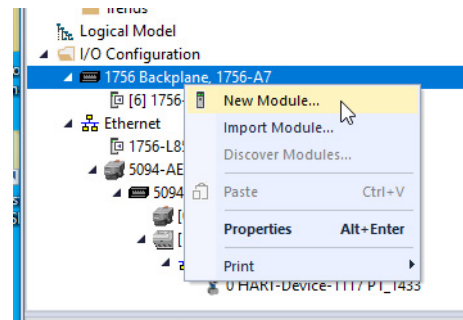 Trends
Logical Model
I/O Configuration
1756 Backplane, 1756-A7
[6] 1756-
New Module...
Ethernet
Import Module...
1756-L8
Discover Modules...
5094-AE
5094
Paste Ctrl+V
Properties Alt+Enter
Print
0 HART-Device-1117 PT_1433